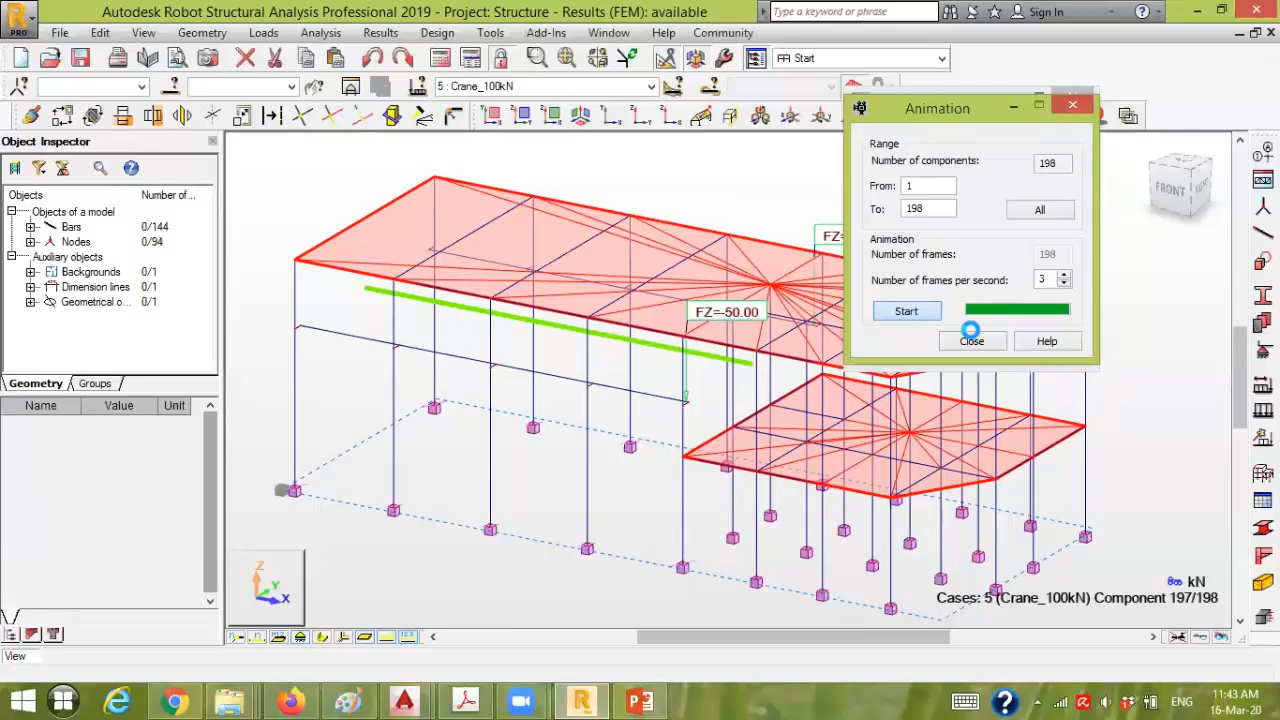 PRO
Autodesk Robot Structural Analysis Professional 2019 - Project: Structure - Results (FEM): available
Type a keyword or phrase
Sign In
File Edit View Geometry Loads Analysis Results Design Tools Add-Ins Window Help Community
Start
5 : Crane_100kN
Object Inspector
Objects Number of...
Objects of a model
Bars 0/144
Nodes 0/94
Auxiliary objects
Backgrounds 0/1
Dimension lines 0/1
Geometrical o... 0/1
Geometry Groups
Name Value Unit
Animation
Range
Number of components: 198
From: 1
To: 198
All
Animation
Number of frames: 198
Number of frames per second: 3
Start
Close Help
FRONT
FZ=
FZ=-50.00
Z
Y
X
kN
Cases: 5 (Crane_100kN) Component 197/198
View
ENG
11:43 AM
16-Mar-20